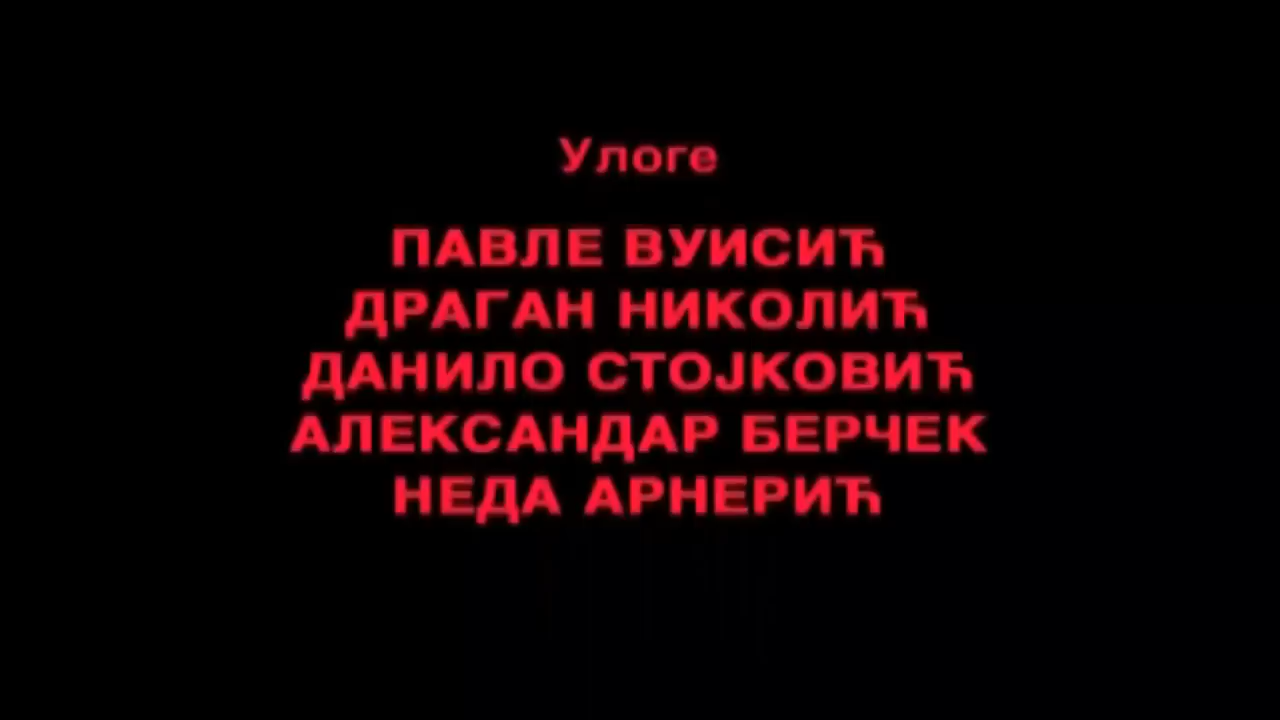 Улоге
ПАВЛЕ ВУИСИЋ
ДРАГАН НИКОЛИЋ
ДАНИЛО СТОЈКОВИЋ
АЛЕКСАНДАР БЕРЧЕК
НЕДА АРНЕРИЋ